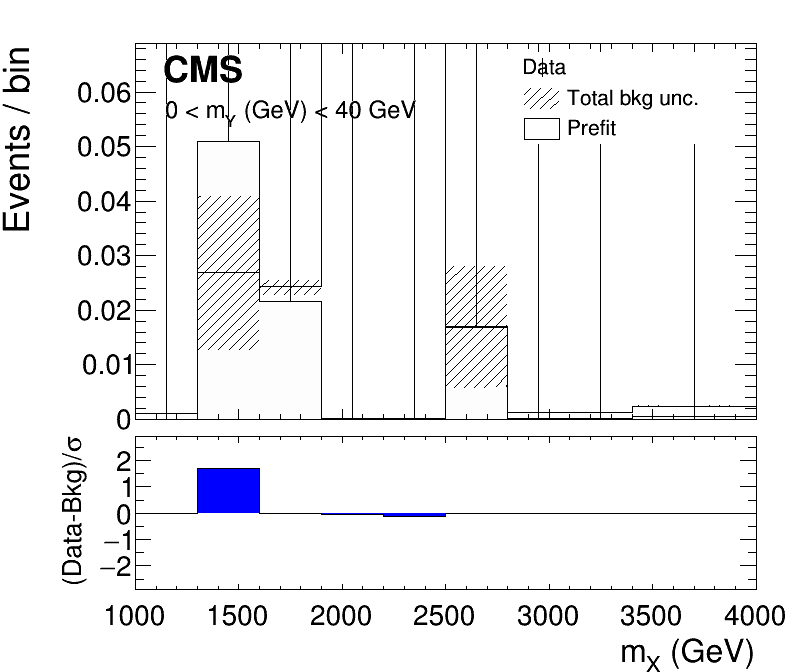 CMS
0 < mY (GeV) < 40 GeV
Data
Total bkg unc.
Prefit
Events / bin
0.06
0.05
0.04
0.03
0.02
0.01
0
(Data-Bkg)/σ
2
1
0
−1
−2
1000 1500 2000 2500 3000 3500 4000
mX (GeV)